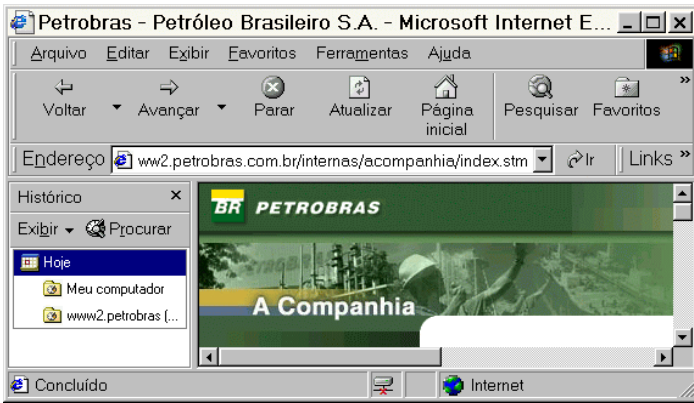 Petrobras - Petróleo Brasileiro S.A. - Microsoft Internet E...
Arquivo Editar Exibir Favoritos Ferramentas Ajuda
Voltar Avançar Parar Atualizar Página inicial Pesquisar Favoritos »
Endereço ww2.petrobras.com.br/internas/acompanhia/index.stm Ir Links »
Histórico ×
Exibir Procurar
Hoje
Meu computador
www2.petrobras (...
BR PETROBRAS
A Companhia
Concluído Internet